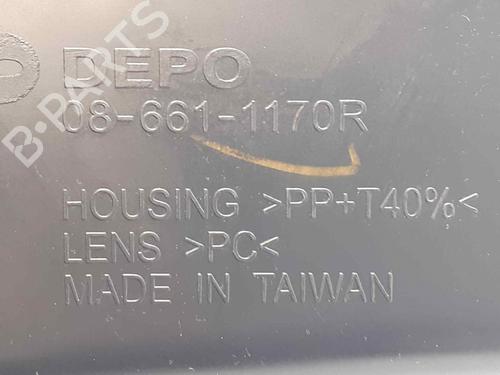 DEPO
08-661-1170R
HOUSING >PP+T40%<
LENS >PC<
MADE IN TAIWAN
B-PARTS